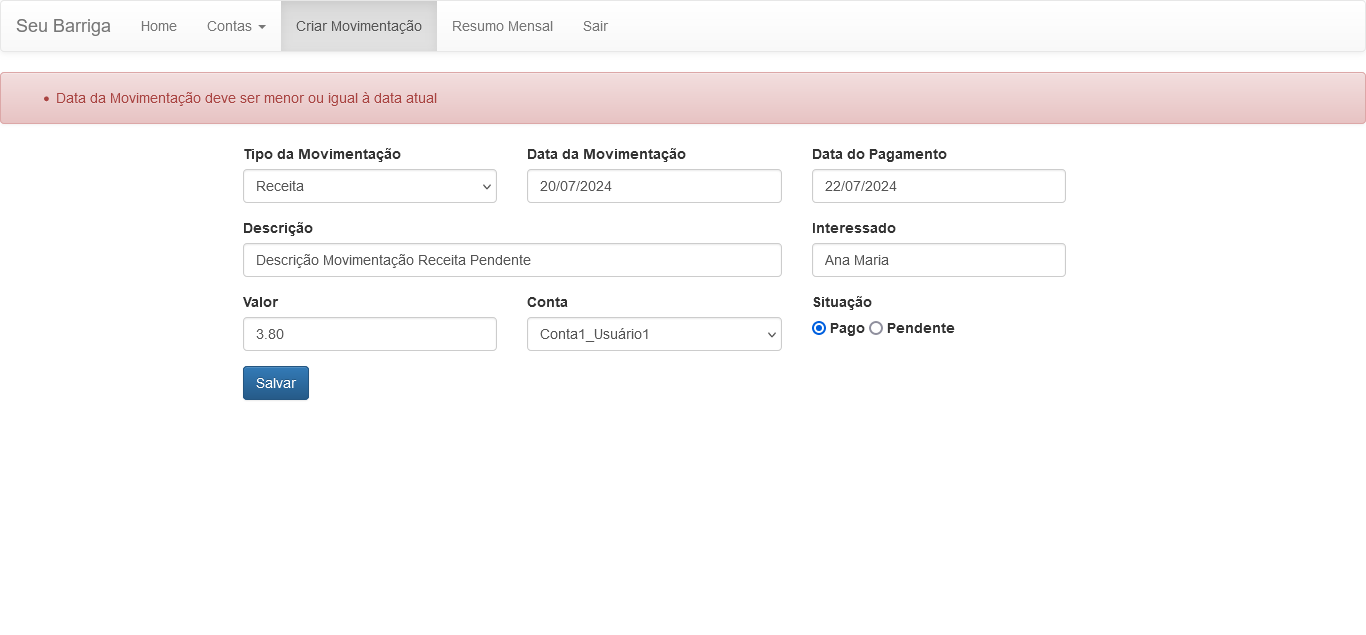 Seu Barriga Home Contas Criar Movimentação Resumo Mensal Sair
Data da Movimentação deve ser menor ou igual à data atual
Tipo da Movimentação Data da Movimentação Data do Pagamento
Receita 20/07/2024 22/07/2024
Descrição Interessado
Descrição Movimentação Receita Pendente Ana Maria
Valor Conta Situação
3.80 Conta1_Usuário1 Pago Pendente
Salvar